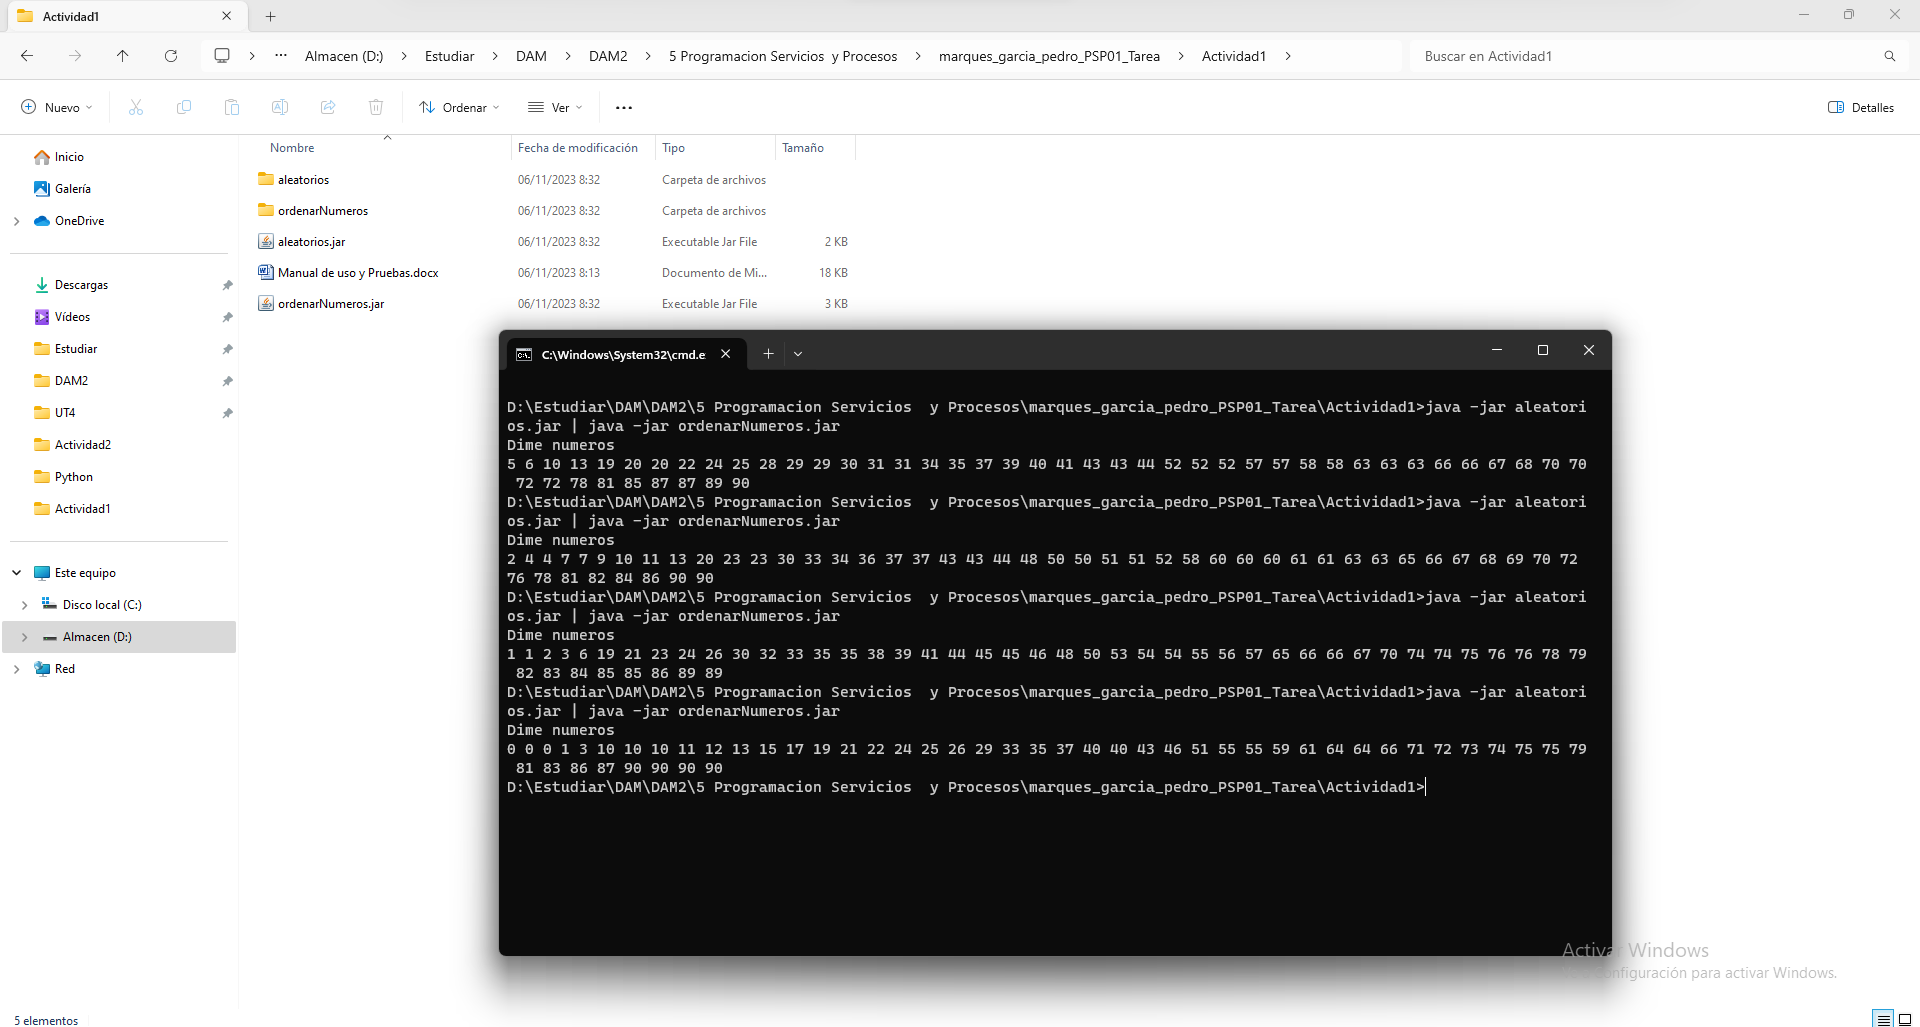 Actividad1
Almacen (D:) > Estudiar > DAM > DAM2 > 5 Programacion Servicios y Procesos > marques_garcia_pedro_PSP01_Tarea > Actividad1 >
Buscar en Actividad1
Nuevo
Ordenar
Ver
Detalles
Nombre Fecha de modificación Tipo Tamaño
Inicio
Galería
OneDrive
Descargas
Vídeos
Estudiar
DAM2
UT4
Actividad2
Python
Actividad1
Este equipo
Disco local (C:)
Almacen (D:)
Red
aleatorios 06/11/2023 8:32 Carpeta de archivos
ordenarNumeros 06/11/2023 8:32 Carpeta de archivos
aleatorios.jar 06/11/2023 8:32 Executable Jar File 2 KB
Manual de uso y Pruebas.docx 06/11/2023 8:13 Documento de Mi... 18 KB
ordenarNumeros.jar 06/11/2023 8:32 Executable Jar File 3 KB
C:\Windows\System32\cmd.e
D:\Estudiar\DAM\DAM2\5 Programacion Servicios  y Procesos\marques_garcia_pedro_PSP01_Tarea\Actividad1>java -jar aleatori
os.jar | java -jar ordenarNumeros.jar
Dime numeros
5 6 10 13 19 20 20 22 24 25 28 29 29 30 31 31 34 35 37 39 40 41 43 43 44 52 52 52 57 57 58 58 63 63 63 66 66 67 68 70 70
72 72 78 81 85 87 87 89 90
D:\Estudiar\DAM\DAM2\5 Programacion Servicios  y Procesos\marques_garcia_pedro_PSP01_Tarea\Actividad1>java -jar aleatori
os.jar | java -jar ordenarNumeros.jar
Dime numeros
2 4 4 7 7 9 10 11 13 20 23 23 30 33 34 36 37 37 43 43 44 48 50 50 51 51 52 58 60 60 60 61 61 63 63 65 66 67 68 69 70 72
76 78 81 82 84 86 90 90
D:\Estudiar\DAM\DAM2\5 Programacion Servicios  y Procesos\marques_garcia_pedro_PSP01_Tarea\Actividad1>java -jar aleatori
os.jar | java -jar ordenarNumeros.jar
Dime numeros
1 1 2 3 6 19 21 23 24 26 30 32 33 35 35 38 39 41 44 45 45 46 48 50 53 54 54 55 56 57 65 66 66 67 70 74 74 75 76 76 78 79
82 83 84 85 85 86 89 89
D:\Estudiar\DAM\DAM2\5 Programacion Servicios  y Procesos\marques_garcia_pedro_PSP01_Tarea\Actividad1>java -jar aleatori
os.jar | java -jar ordenarNumeros.jar
Dime numeros
0 0 0 1 3 10 10 10 11 12 13 15 17 19 21 22 24 25 26 29 33 35 37 40 40 43 46 51 55 55 59 61 64 64 66 71 72 73 74 75 75 79
81 83 86 87 90 90 90 90
D:\Estudiar\DAM\DAM2\5 Programacion Servicios  y Procesos\marques_garcia_pedro_PSP01_Tarea\Actividad1>
Activar Windows
nfiguración para activar Windows.
5 elementos